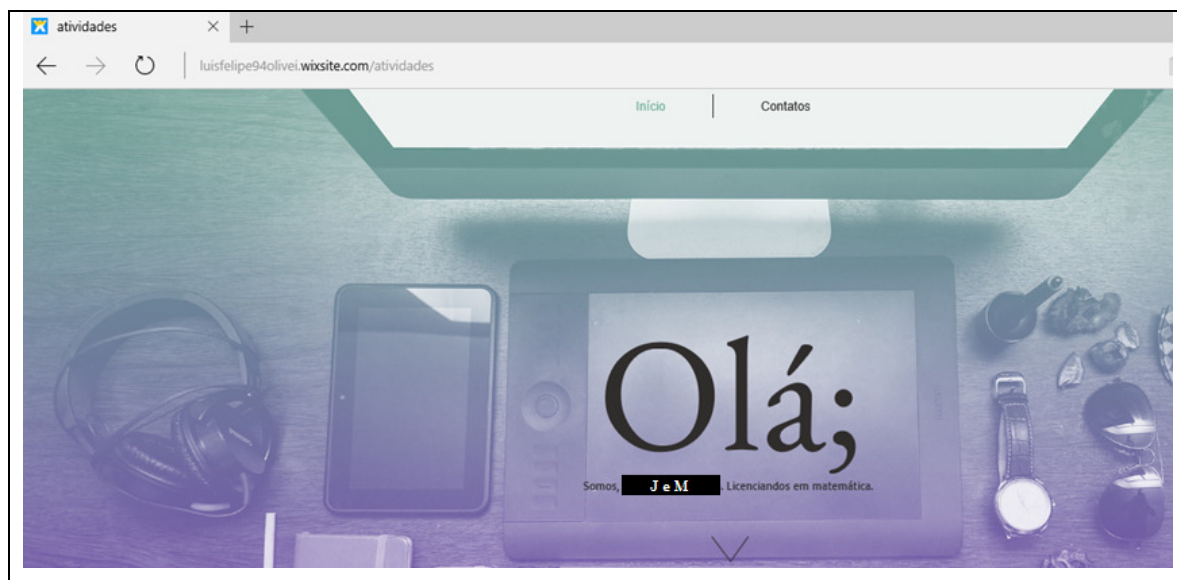 atividades
luisfelipe94olivei.wixsite.com/atividades
Início
Contatos
Olá;
Somos, J e M . Licenciandos em matemática.